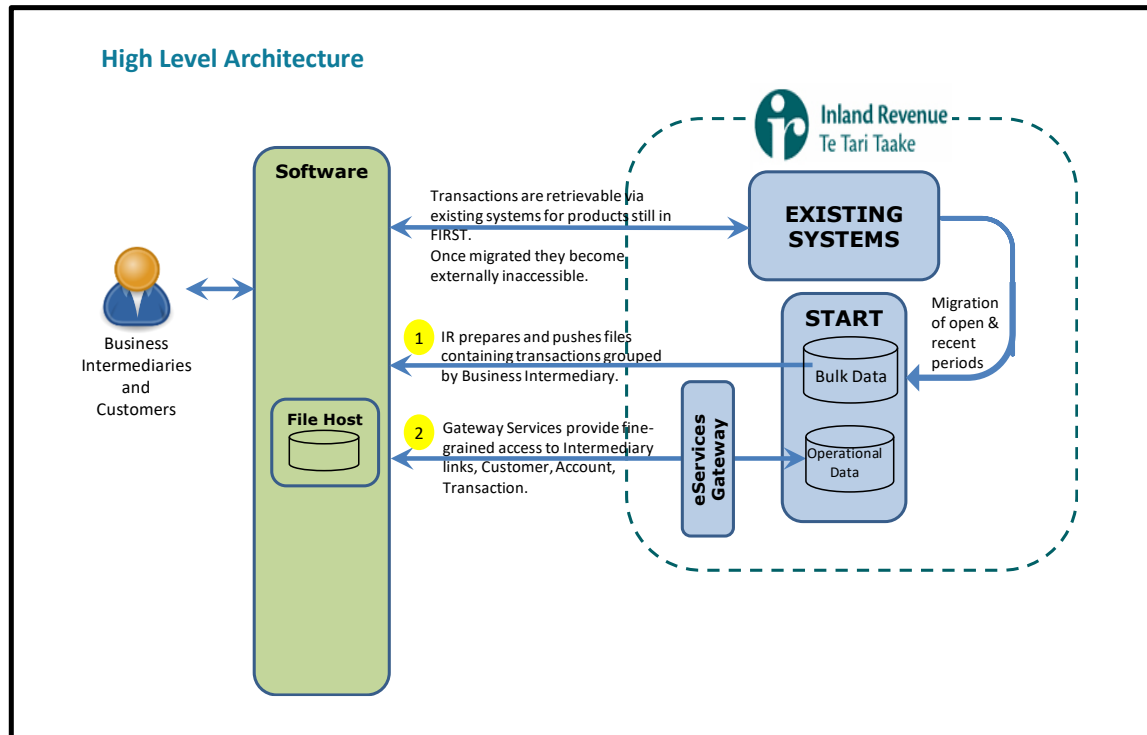 High Level Architecture
Inland Revenue
Te Tari Taake
Software
Transactions are retrievable via
existing systems for products still in
FIRST.
Once migrated they become
externally inaccessible.
EXISTING
SYSTEMS
Migration
of open &
recent
periods
START
Bulk Data
1
IR prepares and pushes files
containing transactions grouped
by Business Intermediary.
Business
Intermediaries
and
Customers
File Host
2
Gateway Services provide fine-
grained access to Intermediary
links, Customer, Account,
Transaction.
eServices
Gateway
Operational
Data